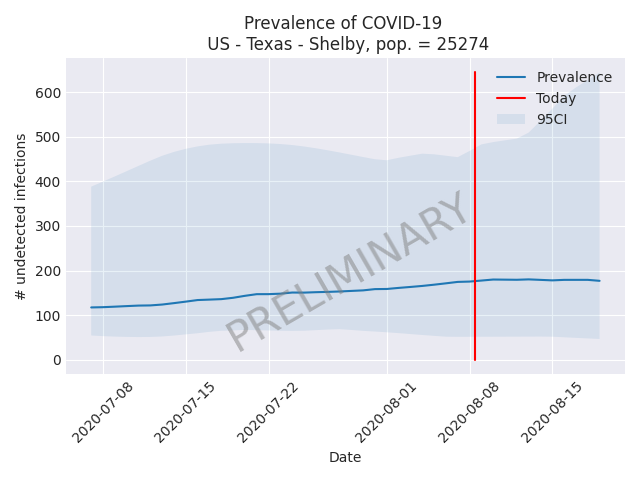 Prevalence of COVID-19
US - Texas - Shelby, pop. = 25274
Prevalence
Today
95CI
# undetected infections
600
500
400
300
200
100
0
PRELIMINARY
2020-07-08
2020-07-15
2020-07-22
2020-08-01
2020-08-08
2020-08-15
Date